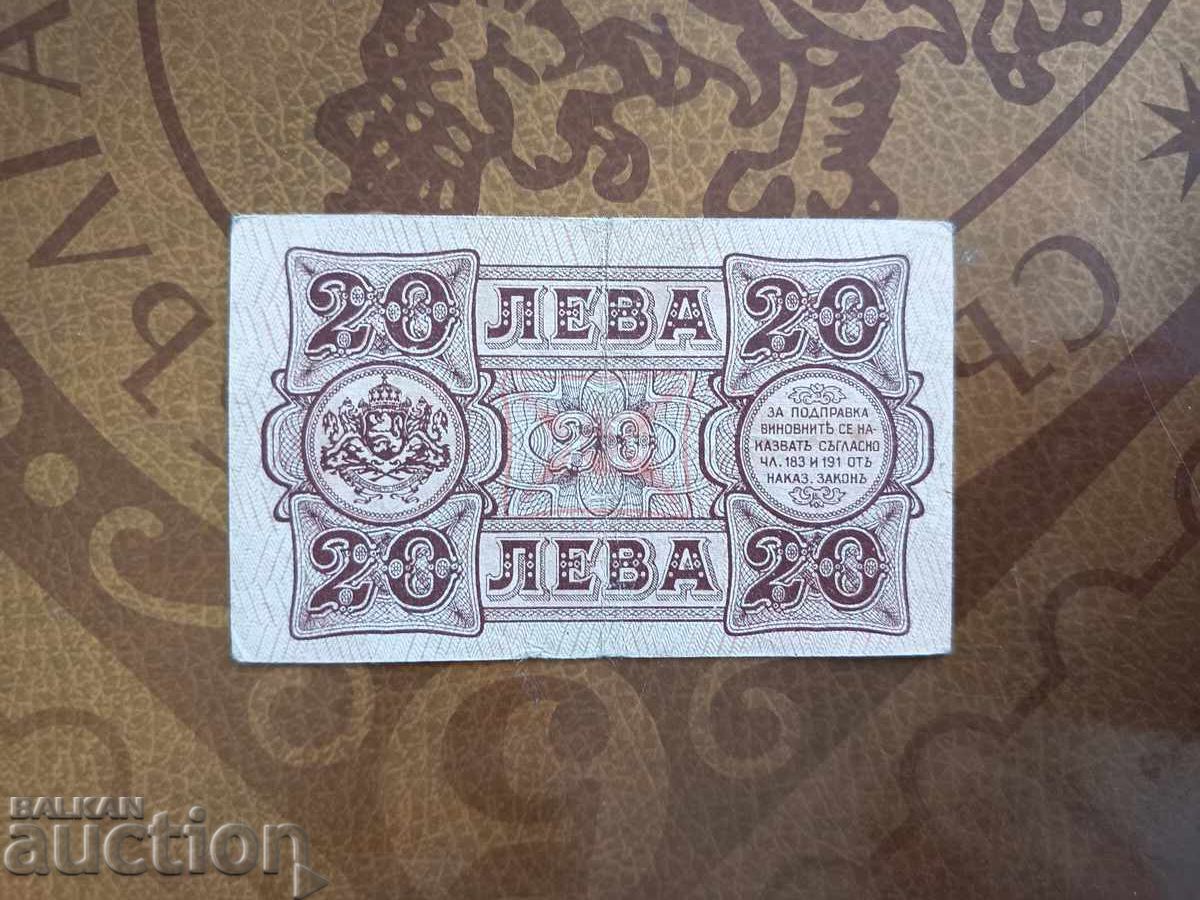 20 ЛЕВА 20
20
ЗА ПОДПРАВКА
ВИНОВНИТѢ СЕ НА-
КАЗВАТЪ СЪГЛАСНО
ЧЛ. 183 И 191 ОТЪ
НАКАЗ. ЗАКОНЪ
20 ЛЕВА 20
BALKAN
auction